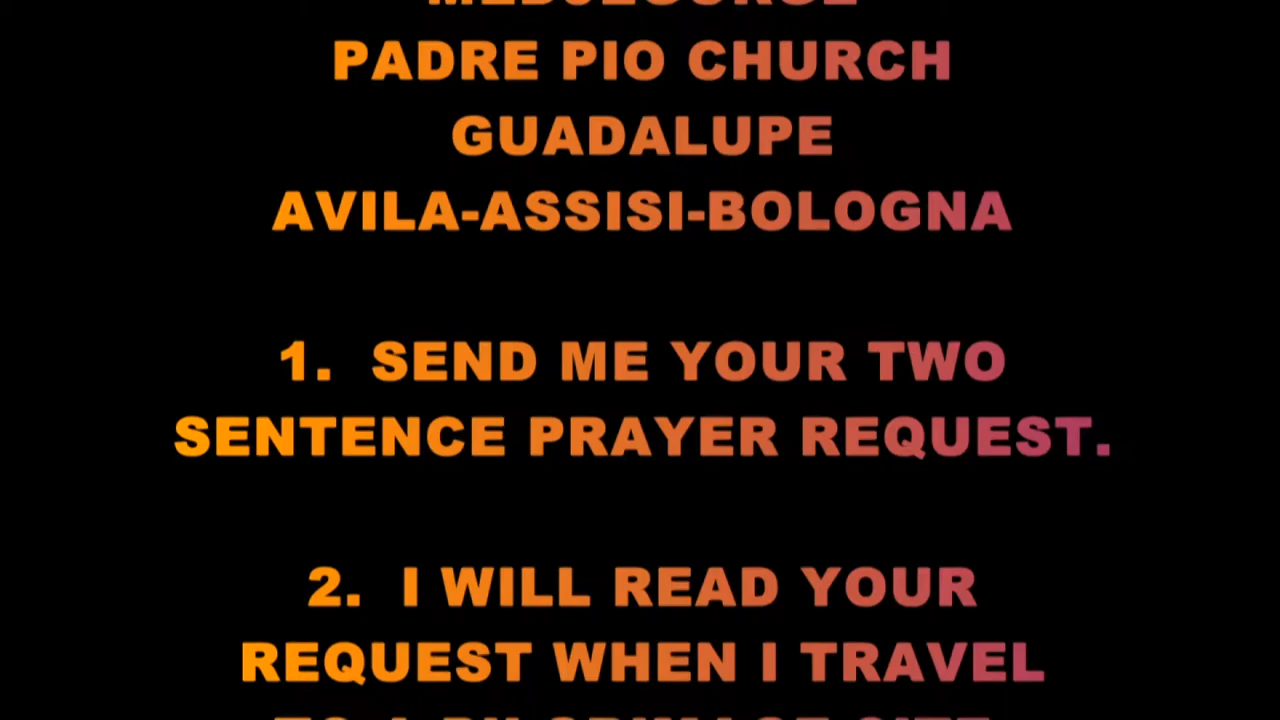 PADRE PIO CHURCH
GUADALUPE
AVILA-ASSISI-BOLOGNA
1. SEND ME YOUR TWO
SENTENCE PRAYER REQUEST.
2. I WILL READ YOUR
REQUEST WHEN I TRAVEL